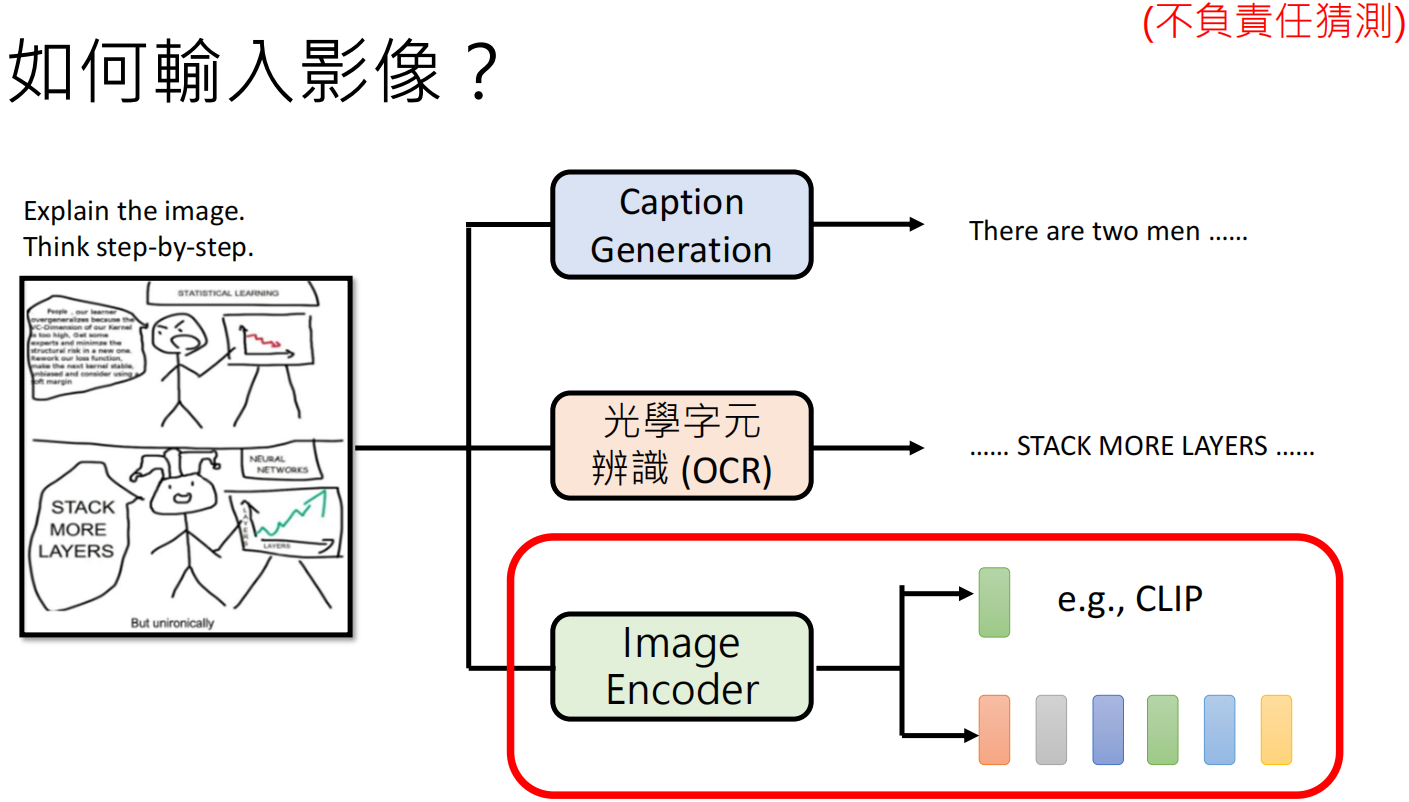 (不負責任猜測)
如何輸入影像？
Explain the image.
Think step-by-step.
STATISTICAL LEARNING
People , our learner
overgeneralizes because the
VC-Dimension of our Kernel
is too high, Get some
experts and minimize the
structural risk in a new one.
Rework our loss function,
make the next kernel stable,
unbiased and consider using a
soft margin
NEURAL
NETWORKS
STACK
MORE
LAYERS
LAYERS
LAYERS
But unironically
Caption
Generation
There are two men ……
光學字元
辨識 (OCR)
…… STACK MORE LAYERS ……
Image
Encoder
e.g., CLIP